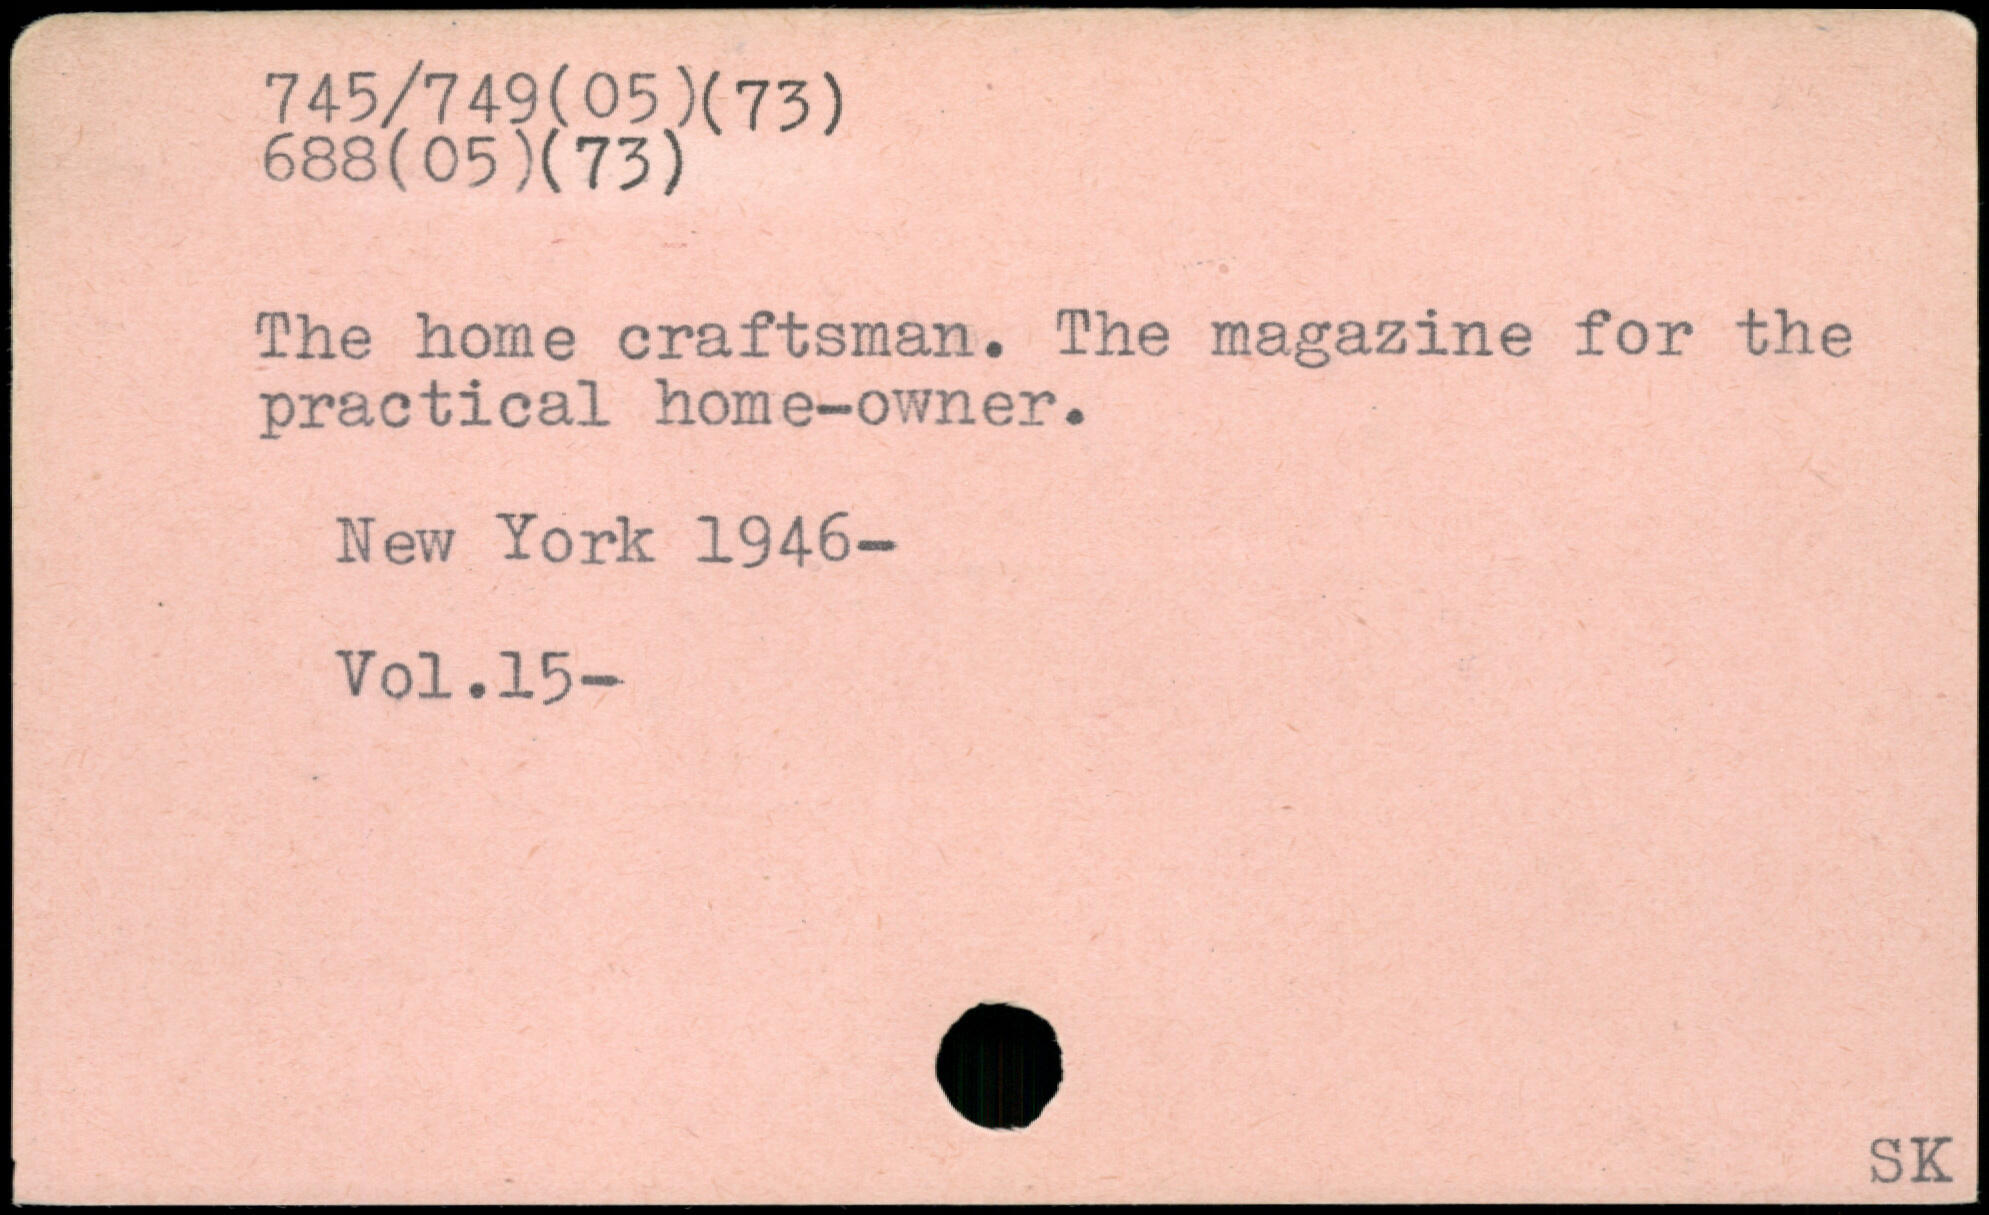 745/749(05)(73)
688(05)(73)
The home craftsman. The magazine for the
practical home-owner.
New York 1946-
Vol.15-
SK